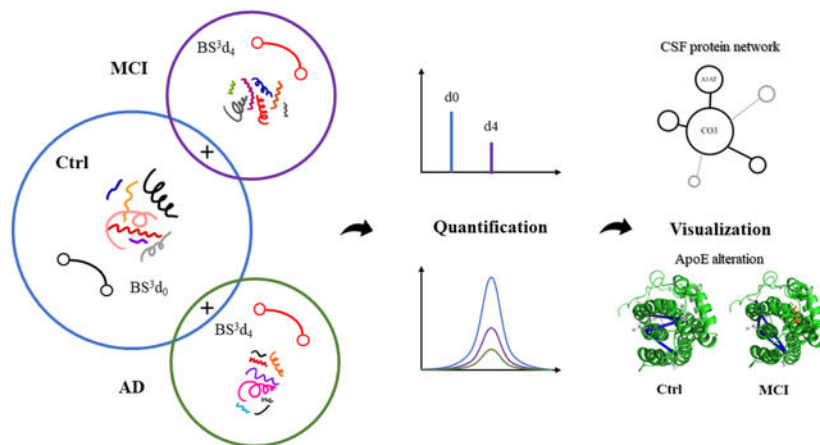 MCI
BS³d₄
Ctrl
BS³d₀
BS³d₄
AD
d0
d4
Quantification
CSF protein network
A1AT
CO3
Visualization
ApoE alteration
Ctrl
MCI